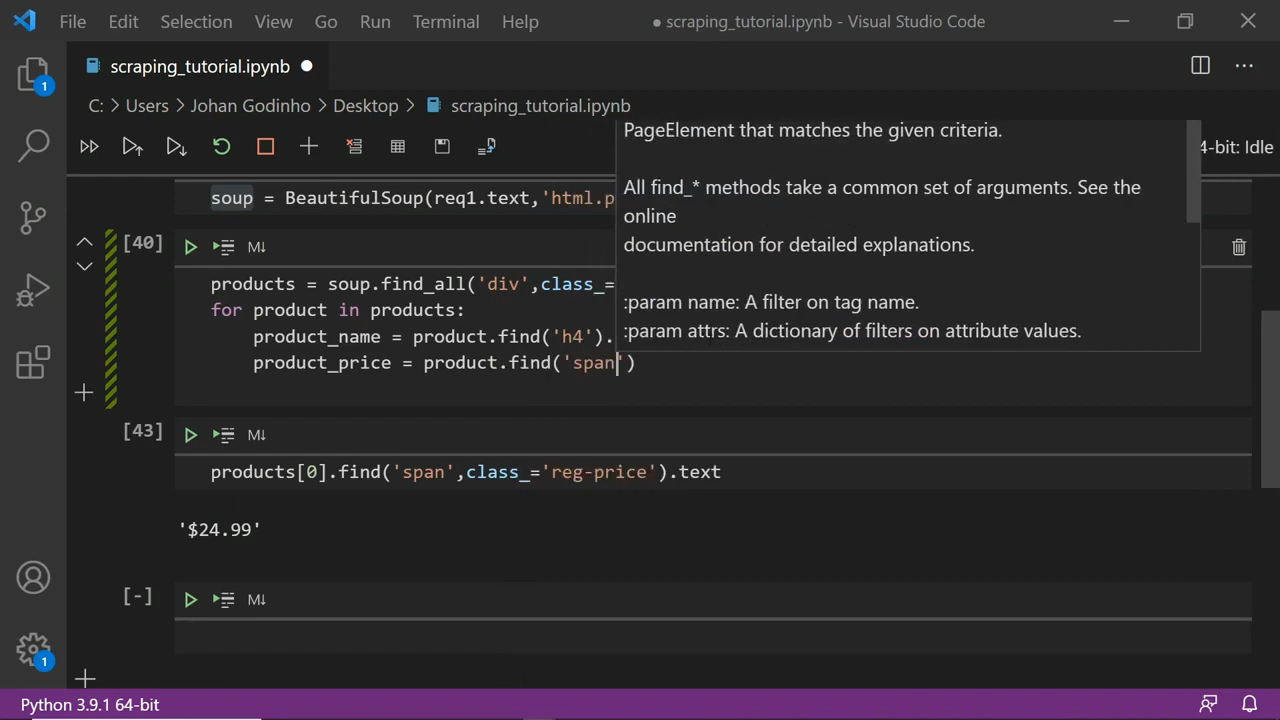 File Edit Selection View Go Run Terminal Help ● scraping_tutorial.ipynb - Visual Studio Code
scraping_tutorial.ipynb ●
1
C: > Users > Johan Godinho > Desktop > scraping_tutorial.ipynb
4-bit: Idle
PageElement that matches the given criteria.
All find_* methods take a common set of arguments. See the
online
documentation for detailed explanations.
:param name: A filter on tag name.
:param attrs: A dictionary of filters on attribute values.
soup = BeautifulSoup(req1.text,'html.p
[40] M↓
products = soup.find_all('div',class_=
for product in products:
product_name = product.find('h4').
product_price = product.find('span')
[43] M↓
products[0].find('span',class_='reg-price').text
'$24.99'
[-] M↓
1
Python 3.9.1 64-bit